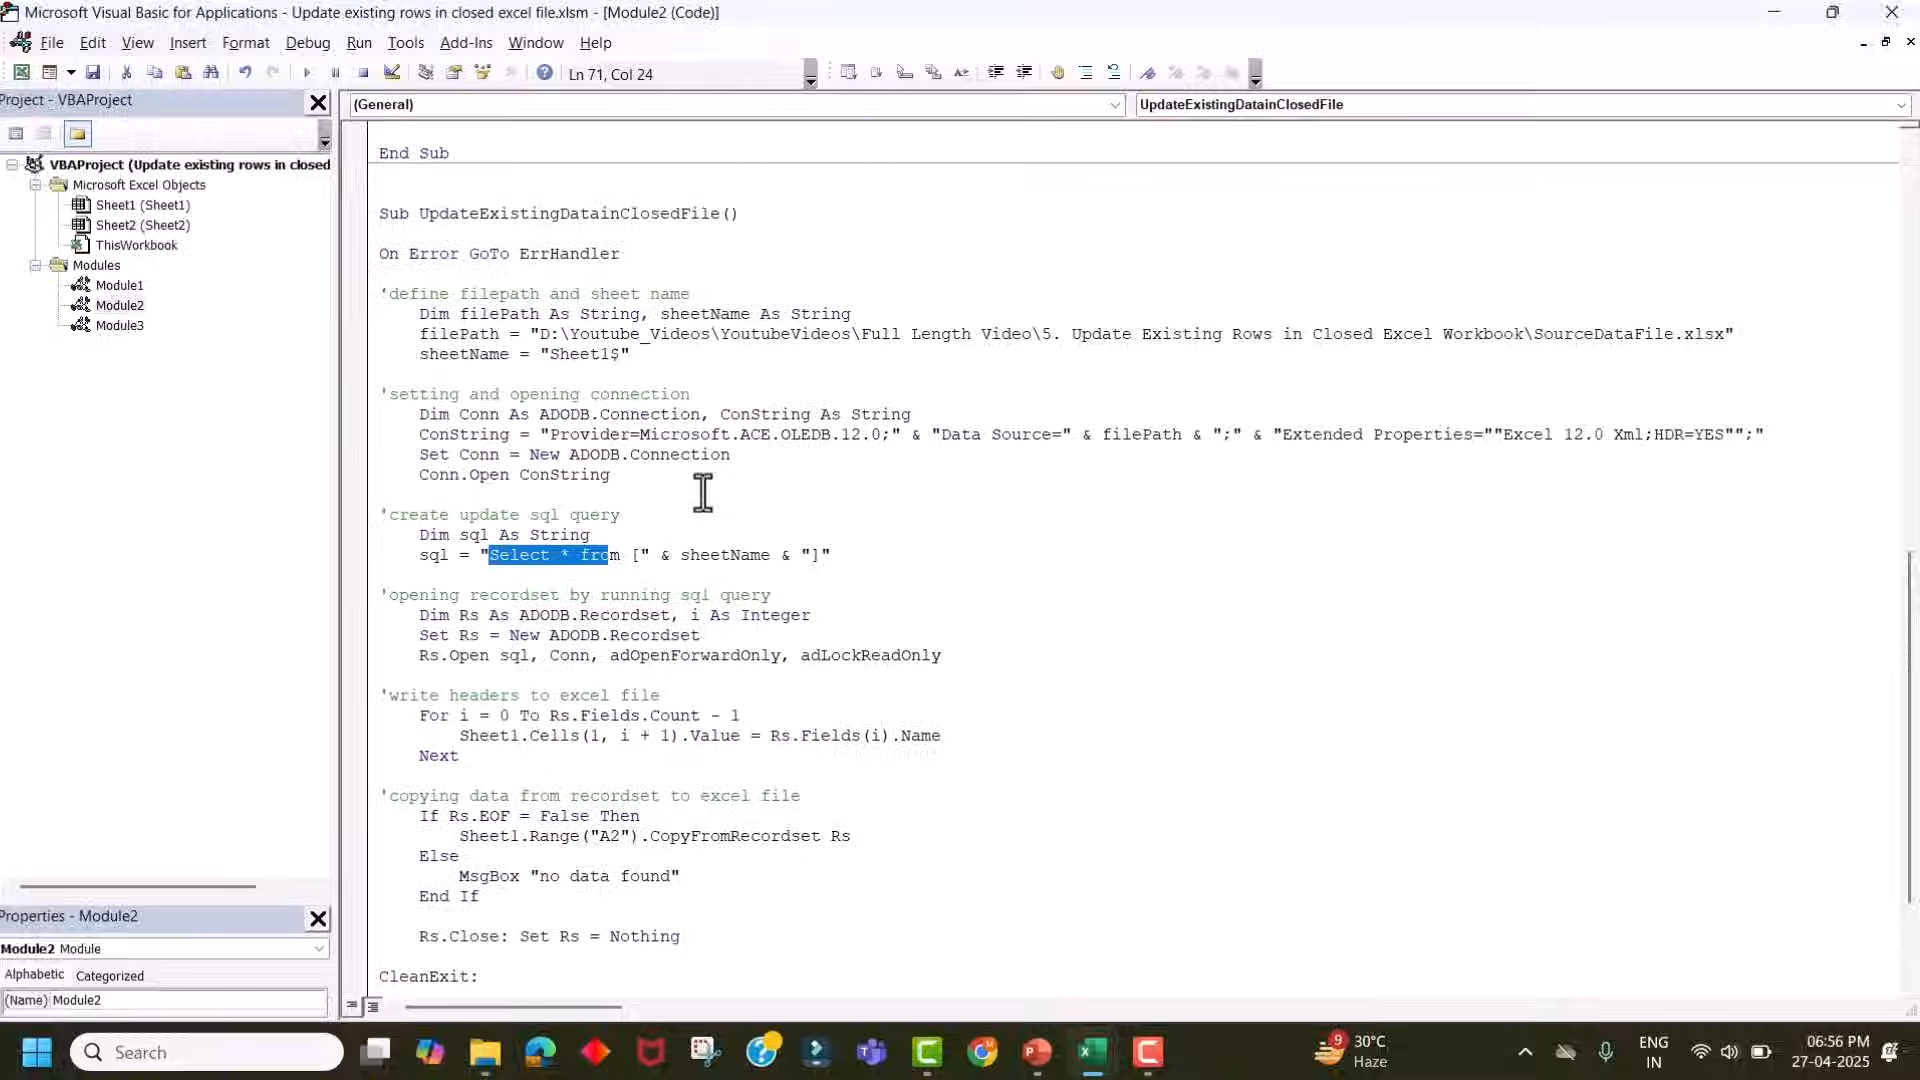 Microsoft Visual Basic for Applications - Update existing rows in closed excel file.xlsm - [Module2 (Code)]
File Edit View Insert Format Debug Run Tools Add-Ins Window Help
Ln 71, Col 24
Project - VBAProject
(General)
UpdateExistingDatainClosedFile
VBAProject (Update existing rows in closed
Microsoft Excel Objects
Sheet1 (Sheet1)
Sheet2 (Sheet2)
ThisWorkbook
Modules
Module1
Module2
Module3
Properties - Module2
Module2 Module
Alphabetic Categorized
(Name) Module2
End Sub
Sub UpdateExistingDatainClosedFile()
On Error GoTo ErrHandler
'define filepath and sheet name
Dim filePath As String, sheetName As String
filePath = "D:\Youtube_Videos\YoutubeVideos\Full Length Video\5. Update Existing Rows in Closed Excel Workbook\SourceDataFile.xlsx"
sheetName = "Sheet1$"
'setting and opening connection
Dim Conn As ADODB.Connection, ConString As String
ConString = "Provider=Microsoft.ACE.OLEDB.12.0;" & "Data Source=" & filePath & ";" & "Extended Properties=""Excel 12.0 Xml;HDR=YES"";"
Set Conn = New ADODB.Connection
Conn.Open ConString
'create update sql query
Dim sql As String
sql = "Select * from [" & sheetName & "]"
'opening recordset by running sql query
Dim Rs As ADODB.Recordset, i As Integer
Set Rs = New ADODB.Recordset
Rs.Open sql, Conn, adOpenForwardOnly, adLockReadOnly
'write headers to excel file
For i = 0 To Rs.Fields.Count - 1
Sheet1.Cells(1, i + 1).Value = Rs.Fields(i).Name
Next
'copying data from recordset to excel file
If Rs.EOF = False Then
Sheet1.Range("A2").CopyFromRecordset Rs
Else
MsgBox "no data found"
End If
Rs.Close: Set Rs = Nothing
CleanExit:
Search
9
30°C
Haze
ENG
IN
06:56 PM
27-04-2025